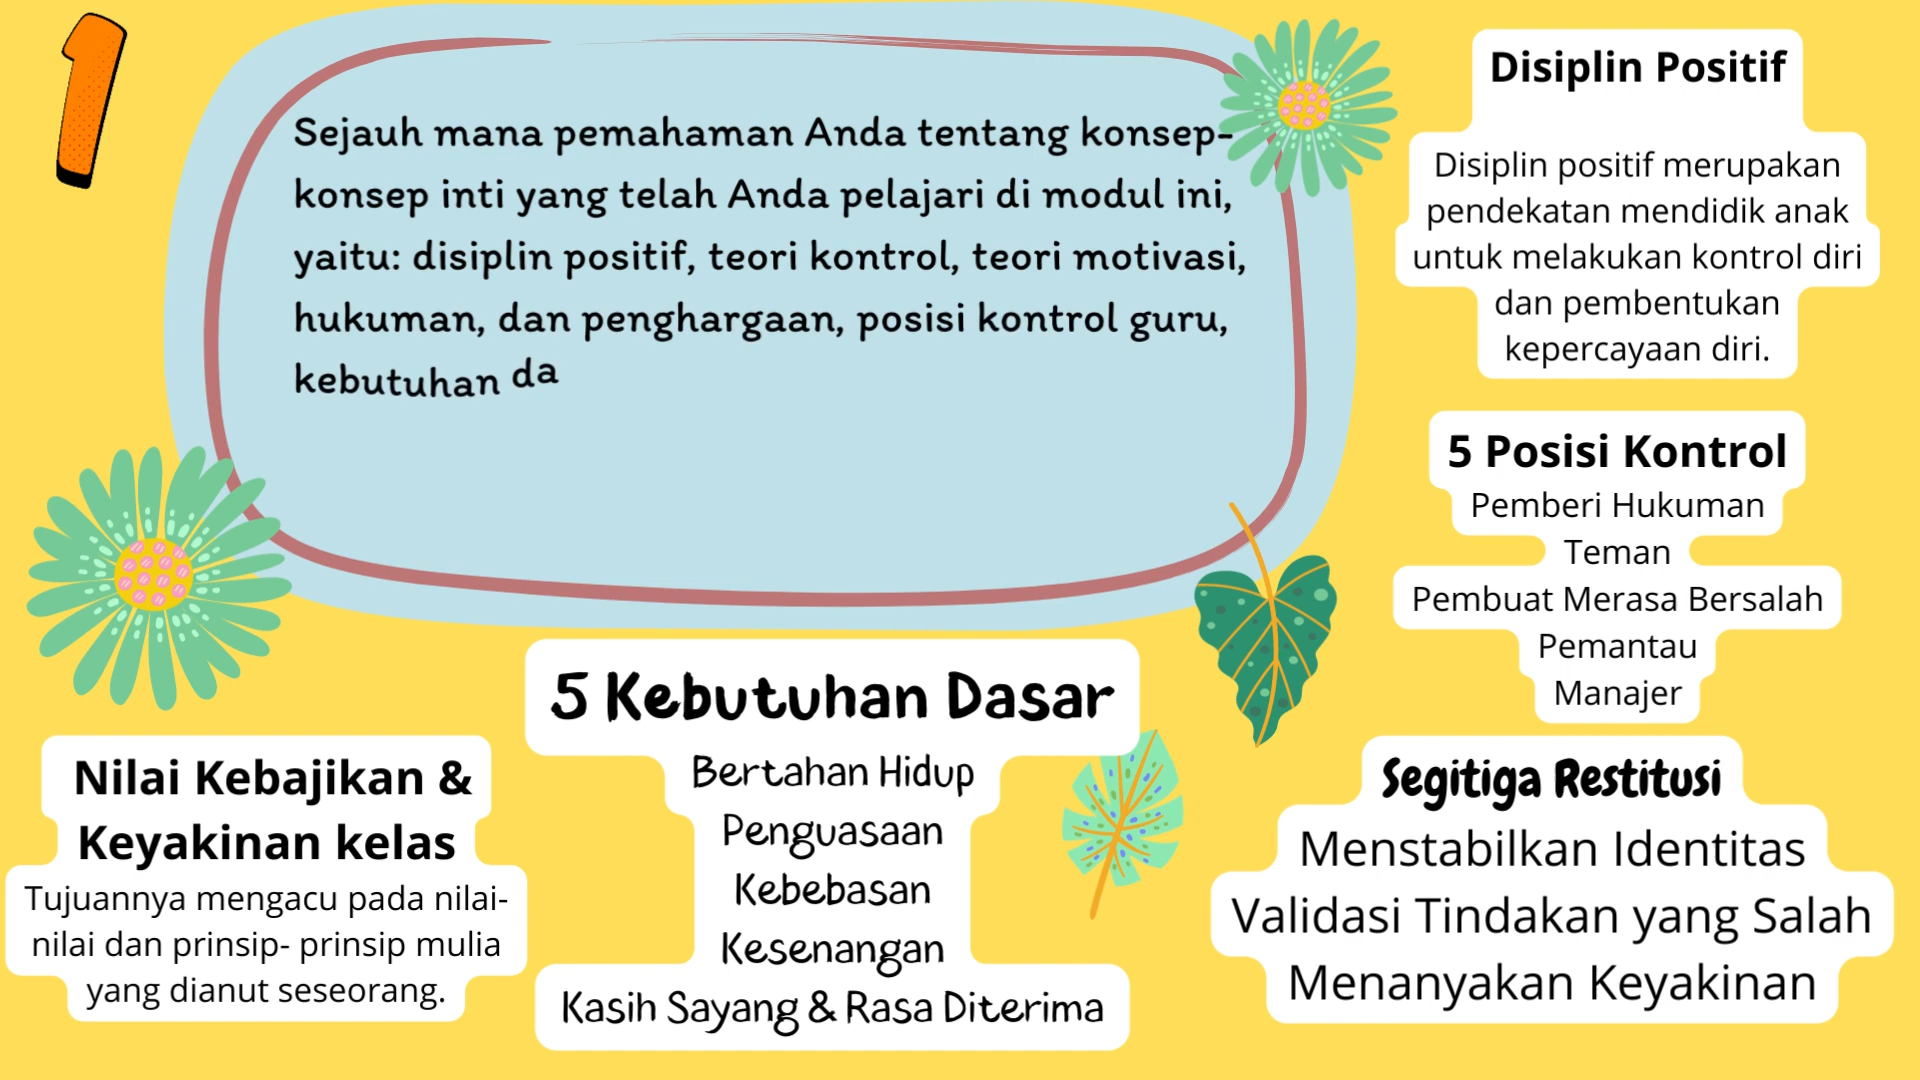 1
Sejauh mana pemahaman Anda tentang konsep-
konsep inti yang telah Anda pelajari di modul ini,
yaitu: disiplin positif, teori kontrol, teori motivasi,
hukuman, dan penghargaan, posisi kontrol guru,
kebutuhan da
Disiplin Positif
Disiplin positif merupakan
pendekatan mendidik anak
untuk melakukan kontrol diri
dan pembentukan
kepercayaan diri.
5 Posisi Kontrol
Pemberi Hukuman
Teman
Pembuat Merasa Bersalah
Pemantau
Manajer
Nilai Kebajikan &
Keyakinan kelas
Tujuannya mengacu pada nilai-
nilai dan prinsip- prinsip mulia
yang dianut seseorang.
5 Kebutuhan Dasar
Bertahan Hidup
Penguasaan
Kebebasan
Kesenangan
Kasih Sayang & Rasa Diterima
Segitiga Restitusi
Menstabilkan Identitas
Validasi Tindakan yang Salah
Menanyakan Keyakinan